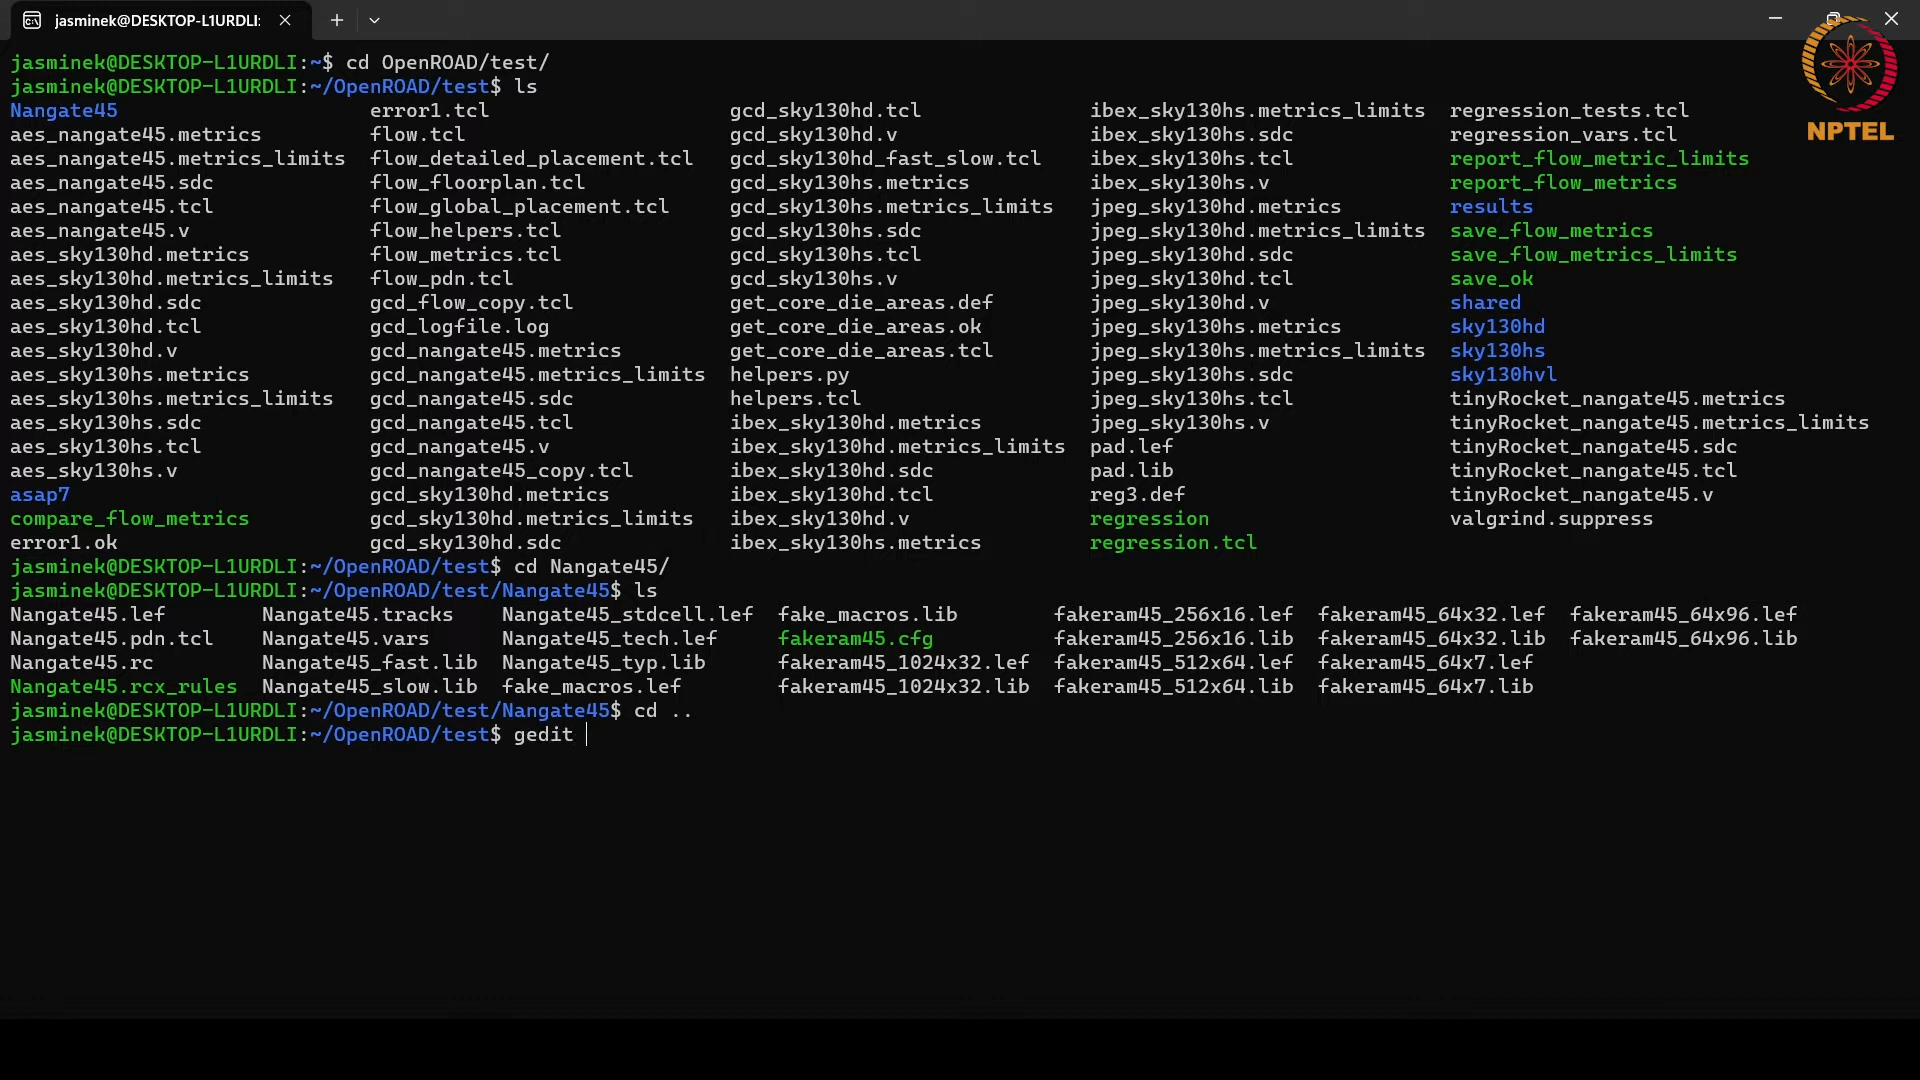 jasminek@DESKTOP-L1URDLI:
NPTEL
jasminek@DESKTOP-L1URDLI:~$ cd OpenROAD/test/
jasminek@DESKTOP-L1URDLI:~/OpenROAD/test$ ls
Nangate45 error1.tcl gcd_sky130hd.tcl ibex_sky130hs.metrics_limits regression_tests.tcl
aes_nangate45.metrics flow.tcl gcd_sky130hd.v ibex_sky130hs.sdc regression_vars.tcl
aes_nangate45.metrics_limits flow_detailed_placement.tcl gcd_sky130hd_fast_slow.tcl ibex_sky130hs.tcl report_flow_metric_limits
aes_nangate45.sdc flow_floorplan.tcl gcd_sky130hs.metrics ibex_sky130hs.v report_flow_metrics
aes_nangate45.tcl flow_global_placement.tcl gcd_sky130hs.metrics_limits jpeg_sky130hd.metrics results
aes_nangate45.v flow_helpers.tcl gcd_sky130hs.sdc jpeg_sky130hd.metrics_limits save_flow_metrics
aes_sky130hd.metrics flow_metrics.tcl gcd_sky130hs.tcl jpeg_sky130hd.sdc save_flow_metrics_limits
aes_sky130hd.metrics_limits flow_pdn.tcl gcd_sky130hs.v jpeg_sky130hd.tcl save_ok
aes_sky130hd.sdc gcd_flow_copy.tcl get_core_die_areas.def jpeg_sky130hd.v shared
aes_sky130hd.tcl gcd_logfile.log get_core_die_areas.ok jpeg_sky130hs.metrics sky130hd
aes_sky130hd.v gcd_nangate45.metrics get_core_die_areas.tcl jpeg_sky130hs.metrics_limits sky130hs
aes_sky130hs.metrics gcd_nangate45.metrics_limits helpers.py jpeg_sky130hs.sdc sky130hvl
aes_sky130hs.metrics_limits gcd_nangate45.sdc helpers.tcl jpeg_sky130hs.tcl tinyRocket_nangate45.metrics
aes_sky130hs.sdc gcd_nangate45.tcl ibex_sky130hd.metrics jpeg_sky130hs.v tinyRocket_nangate45.metrics_limits
aes_sky130hs.tcl gcd_nangate45.v ibex_sky130hd.metrics_limits pad.lef tinyRocket_nangate45.sdc
aes_sky130hs.v gcd_nangate45_copy.tcl ibex_sky130hd.sdc pad.lib tinyRocket_nangate45.tcl
asap7 gcd_sky130hd.metrics ibex_sky130hd.tcl reg3.def tinyRocket_nangate45.v
compare_flow_metrics gcd_sky130hd.metrics_limits ibex_sky130hd.v regression valgrind.suppress
error1.ok gcd_sky130hd.sdc ibex_sky130hs.metrics regression.tcl
jasminek@DESKTOP-L1URDLI:~/OpenROAD/test$ cd Nangate45/
jasminek@DESKTOP-L1URDLI:~/OpenROAD/test/Nangate45$ ls
Nangate45.lef Nangate45.tracks Nangate45_stdcell.lef fake_macros.lib fakeram45_256x16.lef fakeram45_64x32.lef fakeram45_64x96.lef
Nangate45.pdn.tcl Nangate45.vars Nangate45_tech.lef fakeram45.cfg fakeram45_256x16.lib fakeram45_64x32.lib fakeram45_64x96.lib
Nangate45.rc Nangate45_fast.lib Nangate45_typ.lib fakeram45_1024x32.lef fakeram45_512x64.lef fakeram45_64x7.lef
Nangate45.rcx_rules Nangate45_slow.lib fake_macros.lef fakeram45_1024x32.lib fakeram45_512x64.lib fakeram45_64x7.lib
jasminek@DESKTOP-L1URDLI:~/OpenROAD/test/Nangate45$ cd ..
jasminek@DESKTOP-L1URDLI:~/OpenROAD/test$ gedit